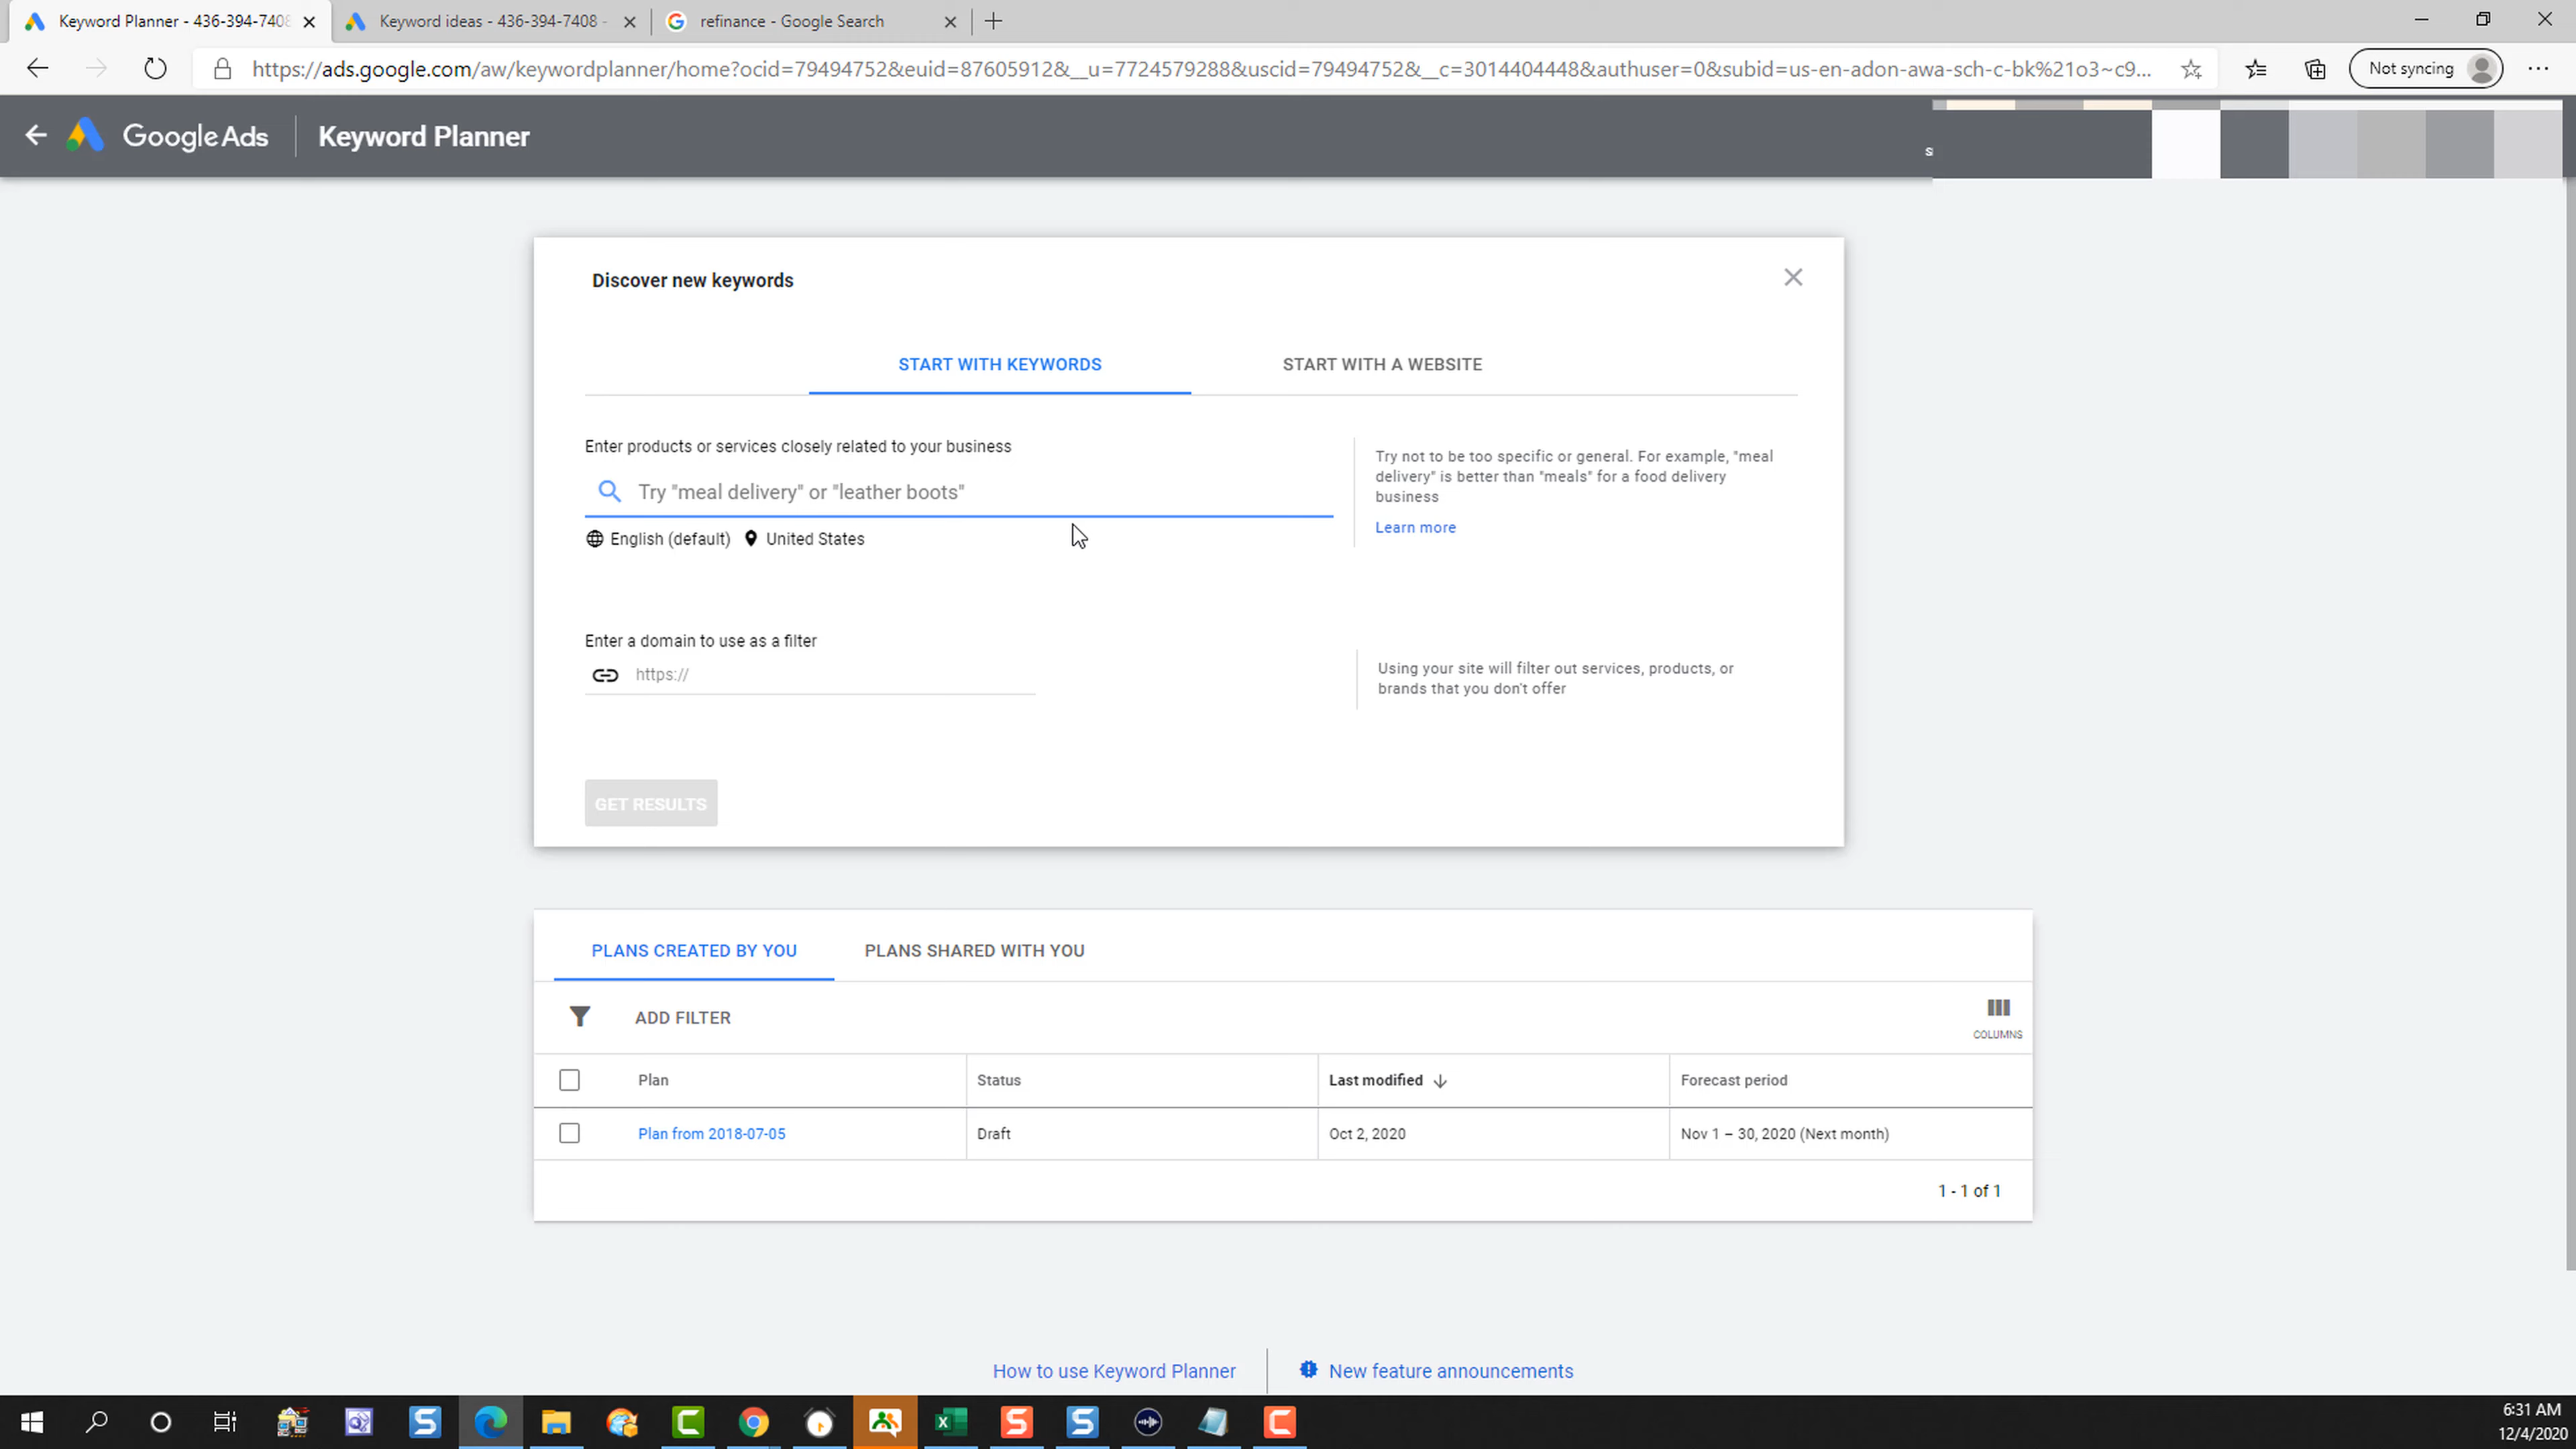 Keyword Planner - 436-394-7408
Keyword ideas - 436-394-7408 -
refinance - Google Search
https://ads.google.com/aw/keywordplanner/home?ocid=79494752&euid=87605912&__u=7724579288&uscid=79494752&__c=3014404448&authuser=0&subid=us-en-adon-awa-sch-c-bk%21o3~c9...
Not syncing
Google Ads
Keyword Planner
s
Discover new keywords
START WITH KEYWORDS
START WITH A WEBSITE
Enter products or services closely related to your business
Try "meal delivery" or "leather boots"
English (default)
United States
Try not to be too specific or general. For example, "meal
delivery" is better than "meals" for a food delivery
business
Learn more
Enter a domain to use as a filter
https://
Using your site will filter out services, products, or
brands that you don't offer
GET RESULTS
PLANS CREATED BY YOU
PLANS SHARED WITH YOU
ADD FILTER
COLUMNS
Plan
Status
Last modified
Forecast period
Plan from 2018-07-05
Draft
Oct 2, 2020
Nov 1 – 30, 2020 (Next month)
1 - 1 of 1
How to use Keyword Planner
New feature announcements
6:31 AM
12/4/2020